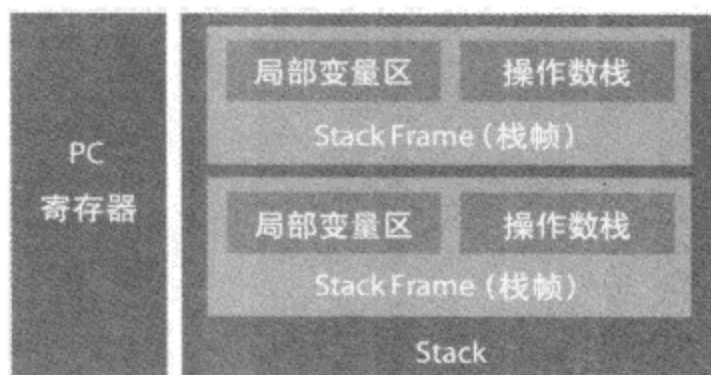 PC
寄存器
局部变量区
操作数栈
Stack Frame (栈帧)
局部变量区
操作数栈
Stack Frame (栈帧)
Stack